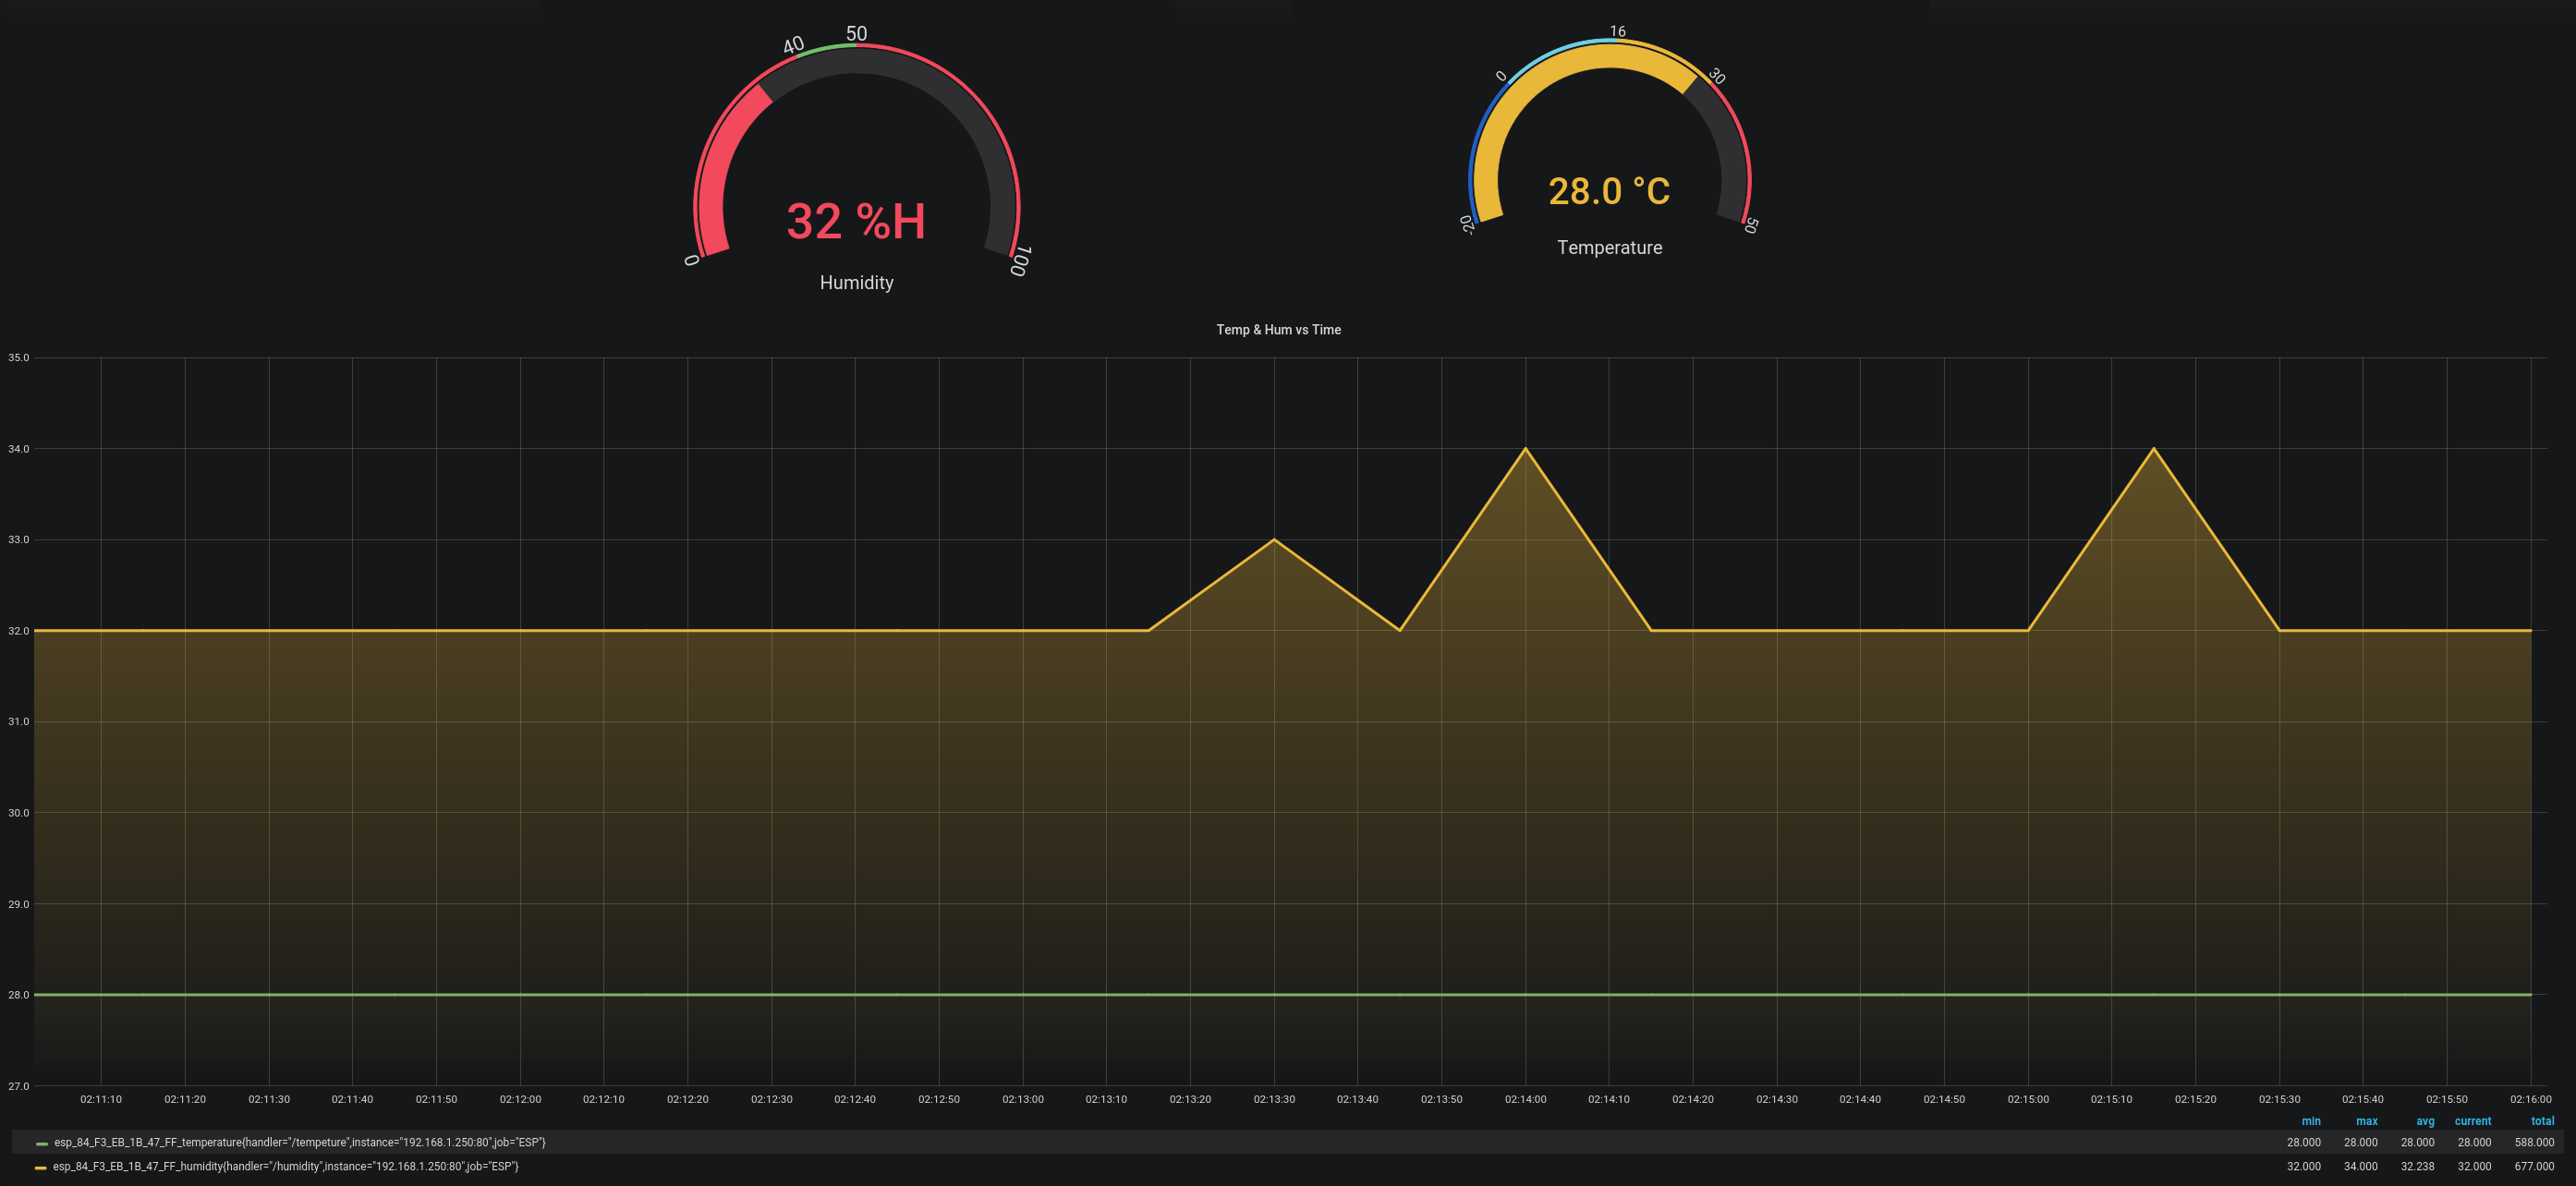 40 50
0 100
32 %H
Humidity
16
0 30
-20 50
28.0 °C
Temperature
Temp & Hum vs Time
35.0
34.0
33.0
32.0
31.0
30.0
29.0
28.0
27.0
02:11:10 02:11:20 02:11:30 02:11:40 02:11:50 02:12:00 02:12:10 02:12:20 02:12:30 02:12:40 02:12:50 02:13:00 02:13:10 02:13:20 02:13:30 02:13:40 02:13:50 02:14:00 02:14:10 02:14:20 02:14:30 02:14:40 02:14:50 02:15:00 02:15:10 02:15:20 02:15:30 02:15:40 02:15:50 02:16:00
min max avg current total
esp_84_F3_EB_1B_47_FF_temperature{handler="/tempeture",instance="192.168.1.250:80",job="ESP"} 28.000 28.000 28.000 28.000 588.000
esp_84_F3_EB_1B_47_FF_humidity{handler="/humidity",instance="192.168.1.250:80",job="ESP"} 32.000 34.000 32.238 32.000 677.000